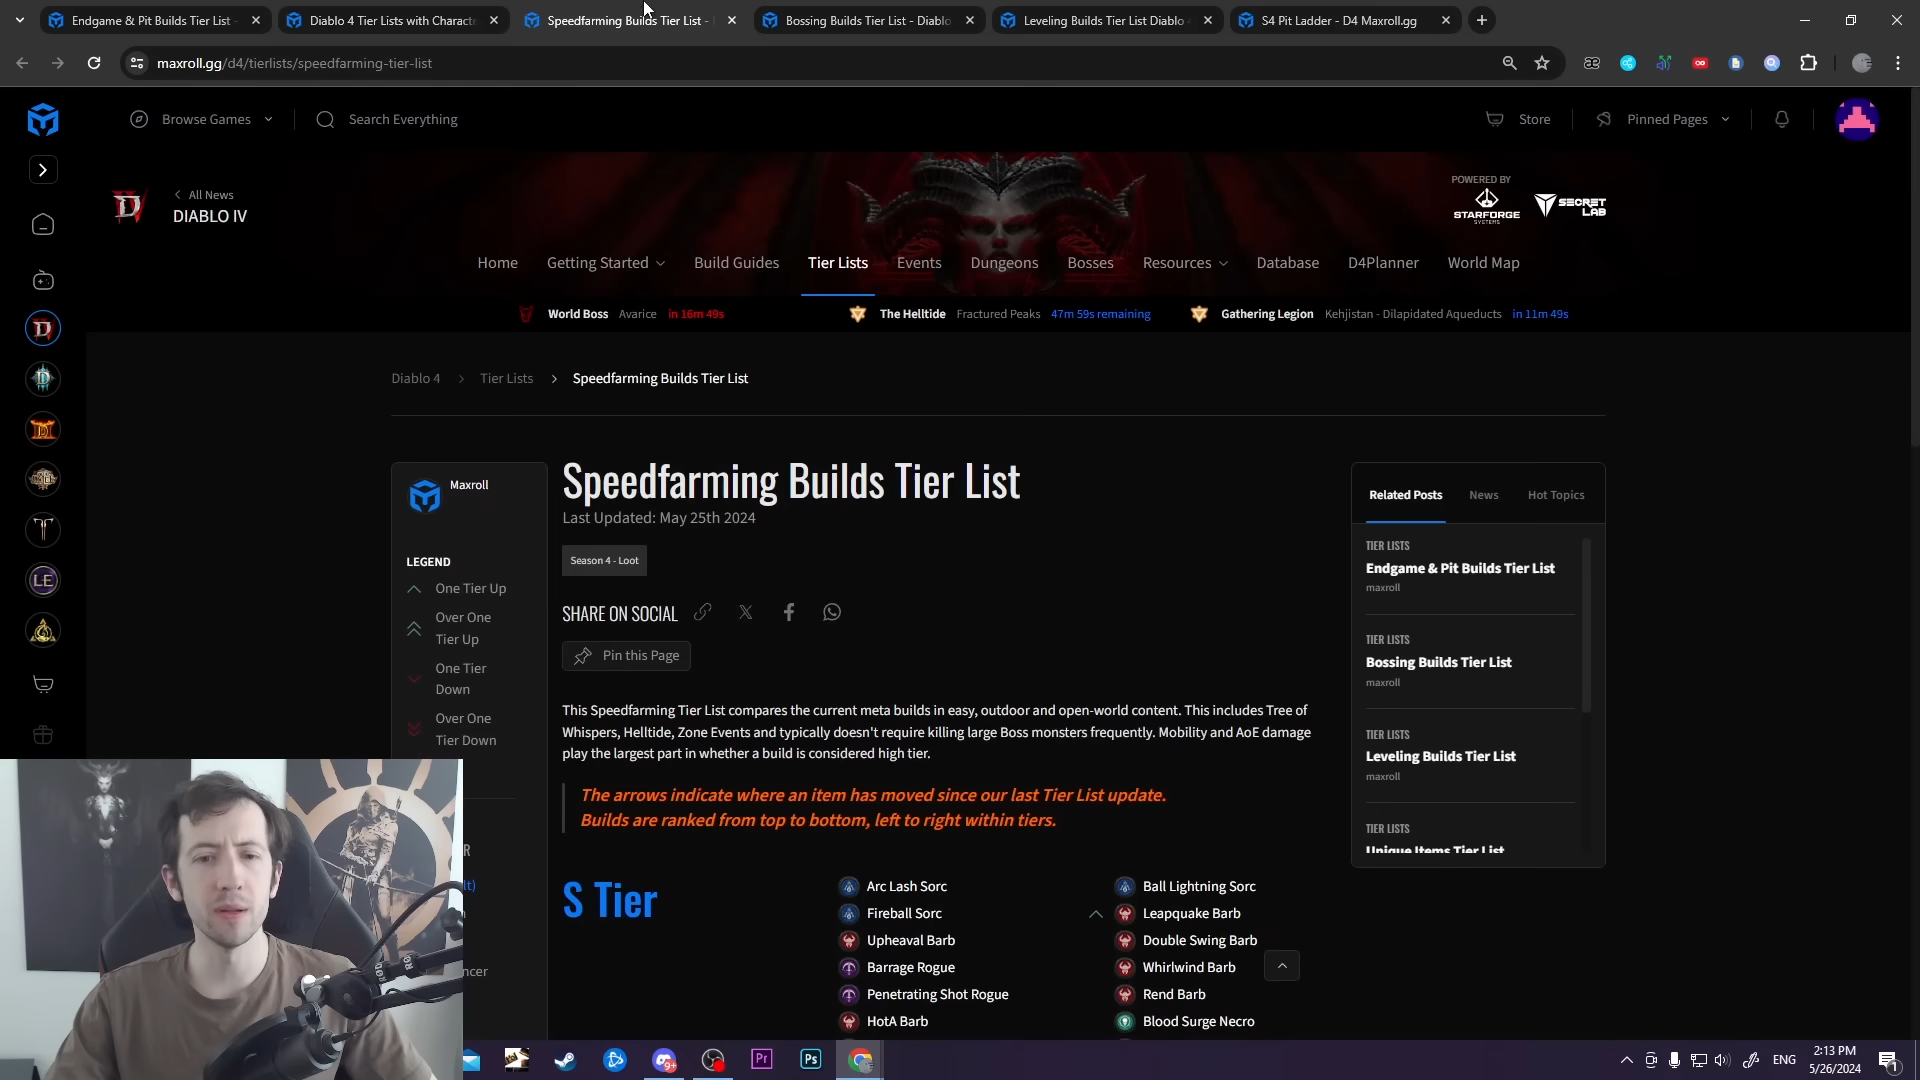 Endgame & Pit Builds Tier List -
Diablo 4 Tier Lists with Characte
Speedfarming Builds Tier List -
Bossing Builds Tier List - Diablo
Leveling Builds Tier List Diablo
S4 Pit Ladder - D4 Maxroll.gg
maxroll.gg/d4/tierlists/speedfarming-tier-list
Browse Games
Search Everything
Store
Pinned Pages
All News
DIABLO IV
POWERED BY
STARFORGE
SYSTEMS
SECRET
LAB
Home
Getting Started
Build Guides
Tier Lists
Events
Dungeons
Bosses
Resources
Database
D4Planner
World Map
World Boss Avarice in 16m 49s
The Helltide Fractured Peaks 47m 59s remaining
Gathering Legion Kehjistan - Dilapidated Aqueducts in 11m 49s
Diablo 4 > Tier Lists > Speedfarming Builds Tier List
Maxroll
LEGEND
One Tier Up
Over One
Tier Up
One Tier
Down
Over One
Tier Down
R
lt)
ncer
Speedfarming Builds Tier List
Last Updated: May 25th 2024
Season 4 - Loot
SHARE ON SOCIAL
Pin this Page
This Speedfarming Tier List compares the current meta builds in easy, outdoor and open-world content. This includes Tree of
Whispers, Helltide, Zone Events and typically doesn't require killing large Boss monsters frequently. Mobility and AoE damage
play the largest part in whether a build is considered high tier.
The arrows indicate where an item has moved since our last Tier List update.
Builds are ranked from top to bottom, left to right within tiers.
S Tier
Arc Lash Sorc
Ball Lightning Sorc
Fireball Sorc
Leapquake Barb
Upheaval Barb
Double Swing Barb
Barrage Rogue
Whirlwind Barb
Penetrating Shot Rogue
Rend Barb
HotA Barb
Blood Surge Necro
Related Posts
News
Hot Topics
TIER LISTS
Endgame & Pit Builds Tier List
maxroll
TIER LISTS
Bossing Builds Tier List
maxroll
TIER LISTS
Leveling Builds Tier List
maxroll
TIER LISTS
Unique Items Tier List
RØDE
9+
Pr
Ps
ENG
2:13 PM
5/26/2024
1